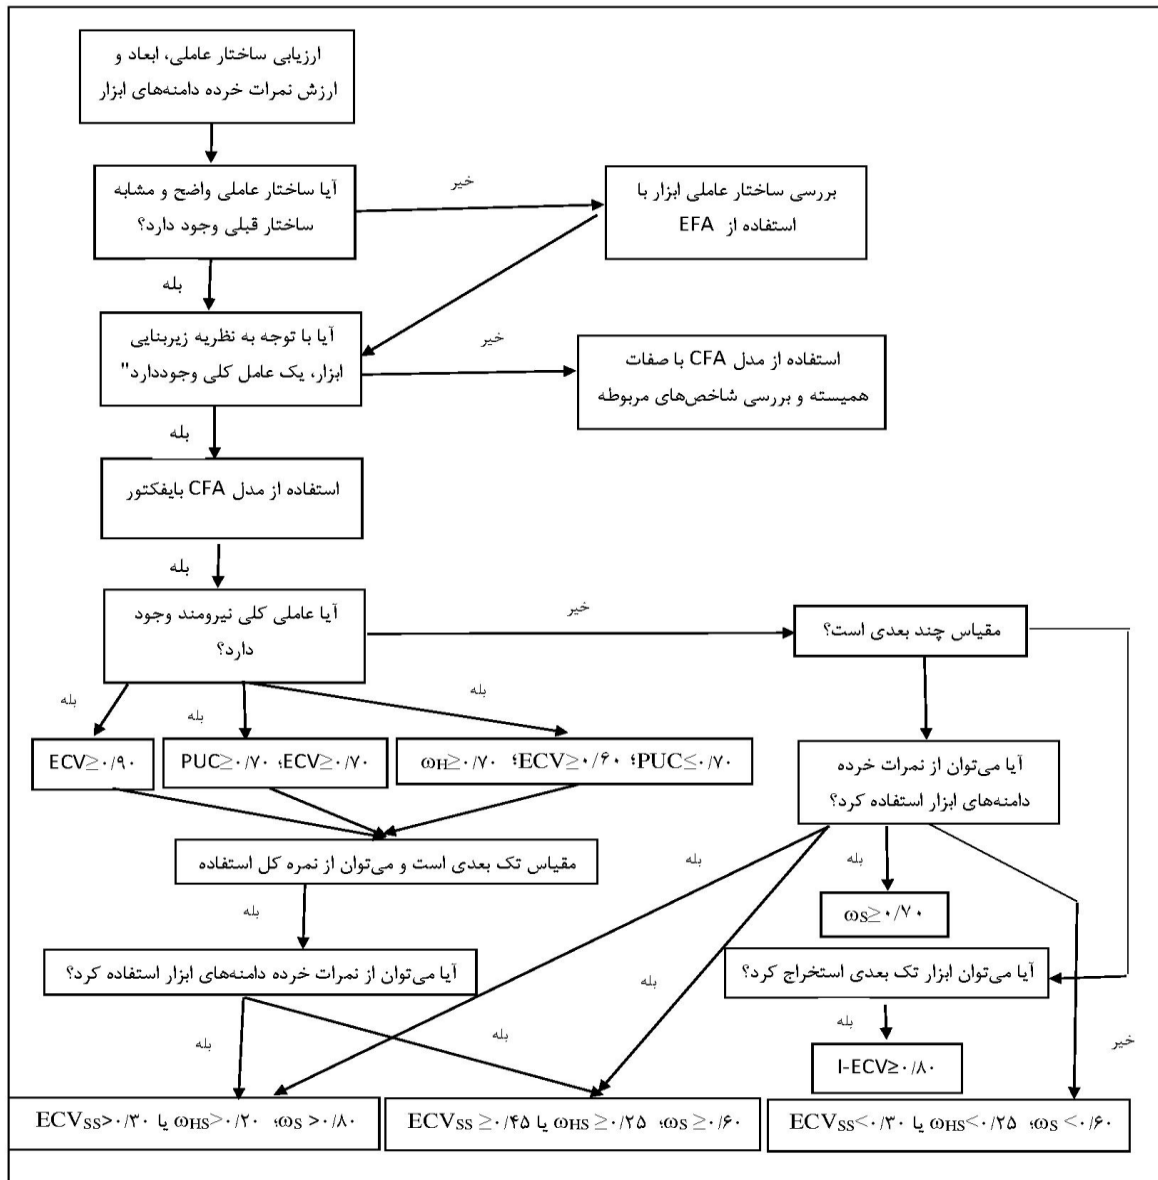 ارزیابی ساختار عاملی، ابعاد و
ارزش نمرات خرده دامنه‌های ابزار
آیا ساختار عاملی واضح و مشابه
ساختار قبلی وجود دارد؟
خیر
بررسی ساختار عاملی ابزار با
استفاده از EFA
بله
آیا با توجه به نظریه زیربنایی
ابزار، یک عامل کلی وجوددارد"
خیر
استفاده از مدل CFA با صفات
همبسته و بررسی شاخص‌های مربوطه
بله
استفاده از مدل CFA بایفکتور
بله
آیا عاملی کلی نیرومند وجود
دارد؟
خیر
مقیاس چند بعدی است؟
بله
بله
بله
ECV≥۰/۹۰
PUC≥۰/۷۰ ؛ECV≥۰/۷۰
ωH≥۰/۷۰ ؛ECV≥۰/۶۰ ؛PUC≤۰/۷۰
آیا می‌توان از نمرات خرده
دامنه‌های ابزار استفاده کرد؟
مقیاس تک بعدی است و می‌توان از نمره کل استفاده
بله
بله
ωS≥۰/۷۰
بله
آیا می‌توان از نمرات خرده دامنه‌های ابزار استفاده کرد؟
آیا می‌توان ابزار تک بعدی استخراج کرد؟
بله
بله
بله
بله
خیر
I-ECV≥۰/۸۰
ECVSS>۰/۳۰ یا ωHS>۰/۲۰ ؛ωS >۰/۸۰
ECVSS ≥۰/۴۵ یا ωHS ≥۰/۲۵ ؛ωS ≥۰/۶۰
ECVSS<۰/۳۰ یا ωHS<۰/۲۵ ؛ωS <۰/۶۰